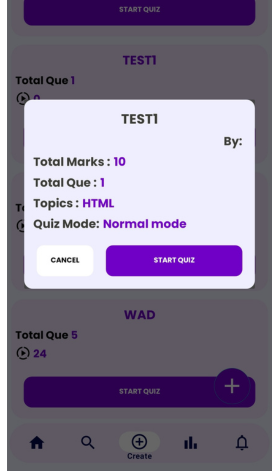 START QUIZ
TEST1
Total Que 1
0
TEST1
By:
Total Marks : 10
Total Que : 1
Topics : HTML
Quiz Mode: Normal mode
CANCEL
START QUIZ
WAD
Total Que 5
24
START QUIZ
Create